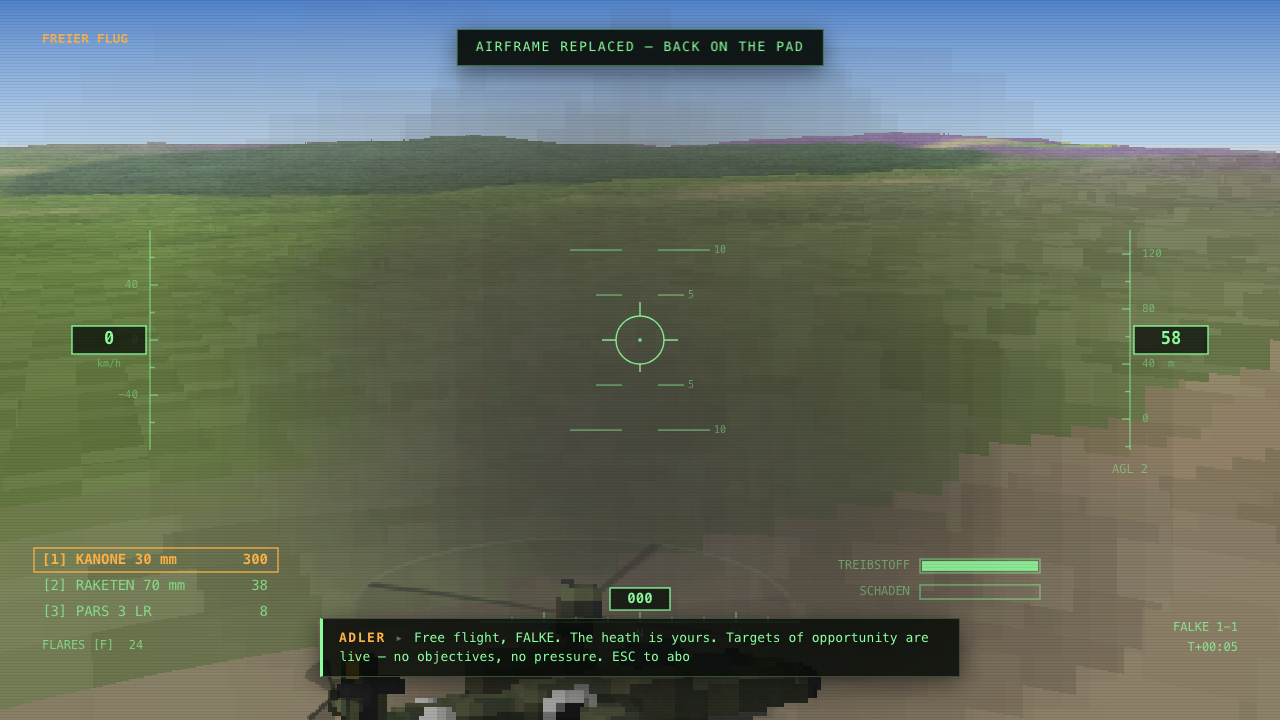 FREIER FLUG
AIRFRAME REPLACED — BACK ON THE PAD
10
5
5
10
40
0
km/h
−40
120
80
58
40 m
0
AGL 2
[1] KANONE 30 mm 300
[2] RAKETEN 70 mm 38
[3] PARS 3 LR 8
FLARES [F] 24
TREIBSTOFF
SCHADEN
000
ADLER ▸ Free flight, FALKE. The heath is yours. Targets of opportunity are
live — no objectives, no pressure. ESC to abo
FALKE 1−1
T+00:05